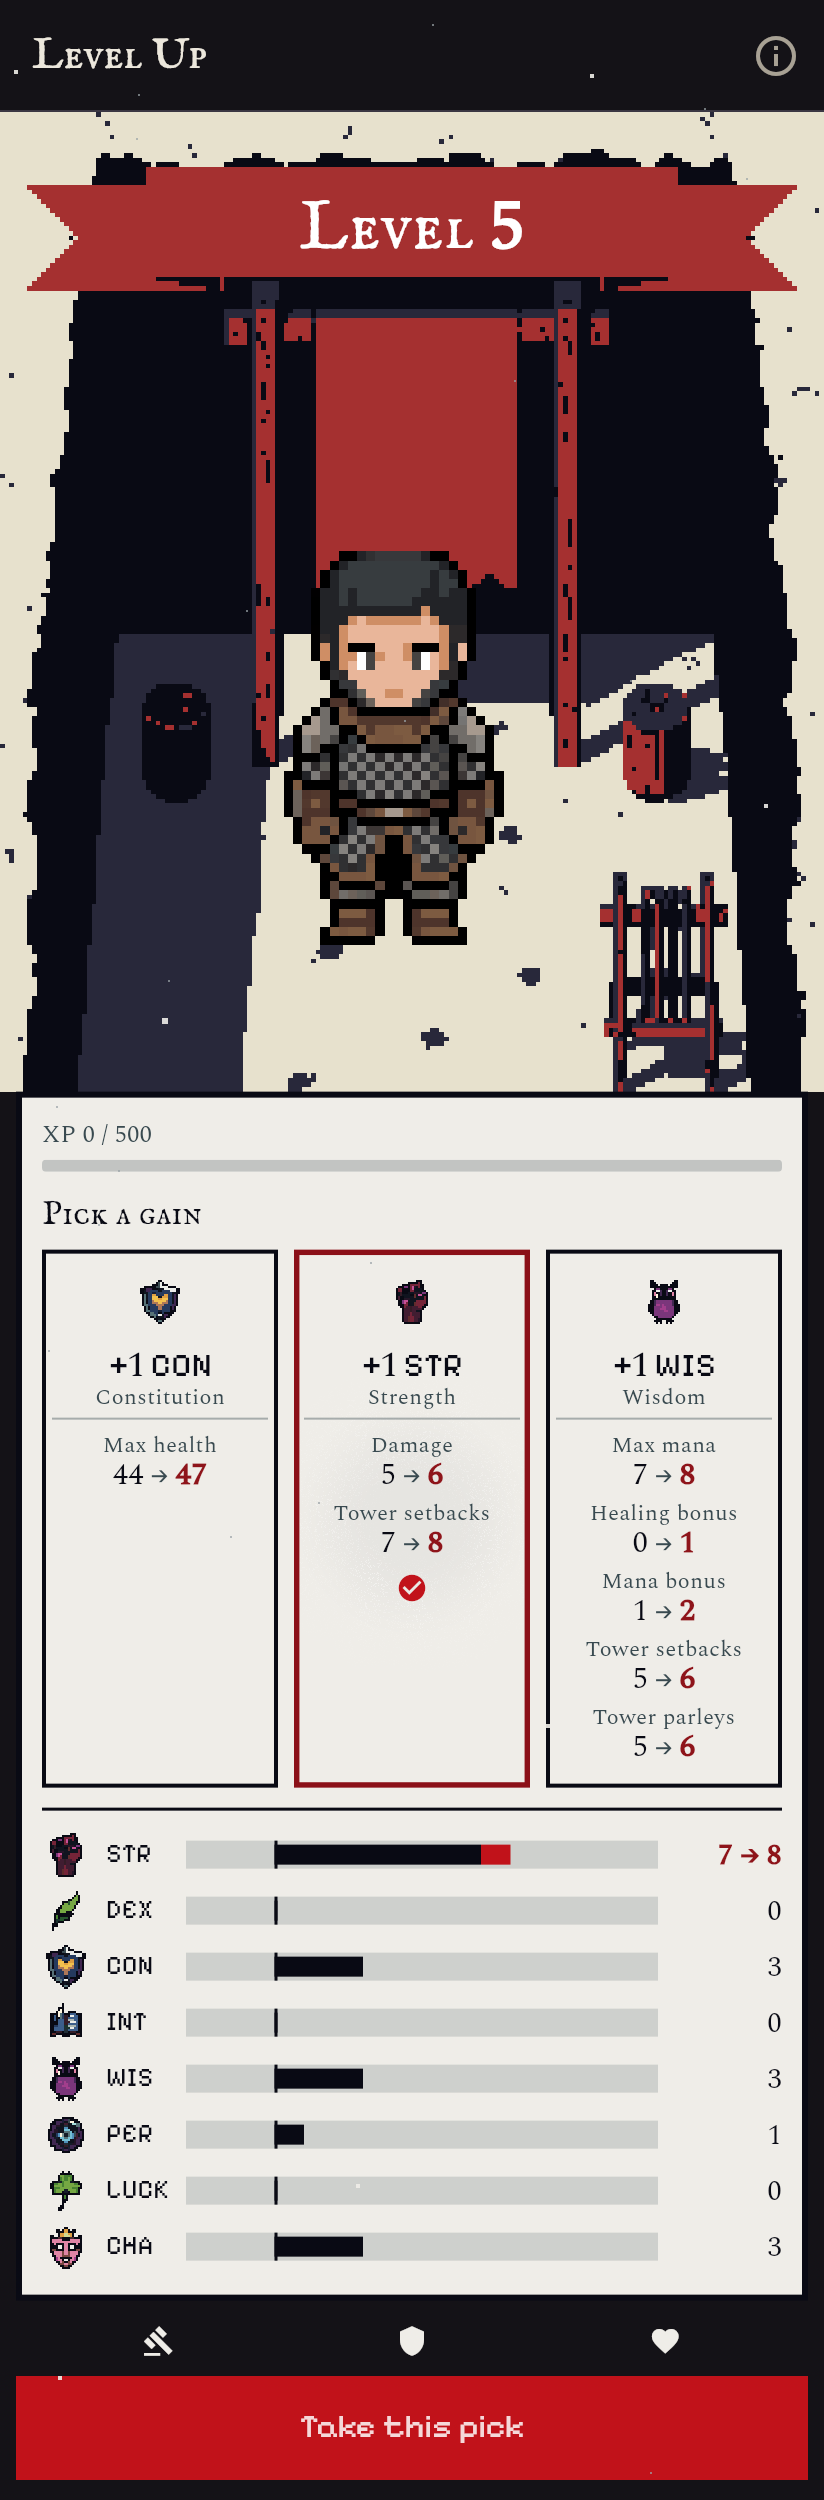 Level Up
Level 5
XP 0 / 500
Pick a gain
+1 CON
Constitution
Max health
44 → 47
+1 STR
Strength
Damage
5 → 6
Tower setbacks
7 → 8
+1 WIS
Wisdom
Max mana
7 → 8
Healing bonus
0 → 1
Mana bonus
1 → 2
Tower setbacks
5 → 6
Tower parleys
5 → 6
STR 7 → 8
DEX 0
CON 3
INT 0
WIS 3
PER 1
LUCK 0
CHA 3
Take this pick